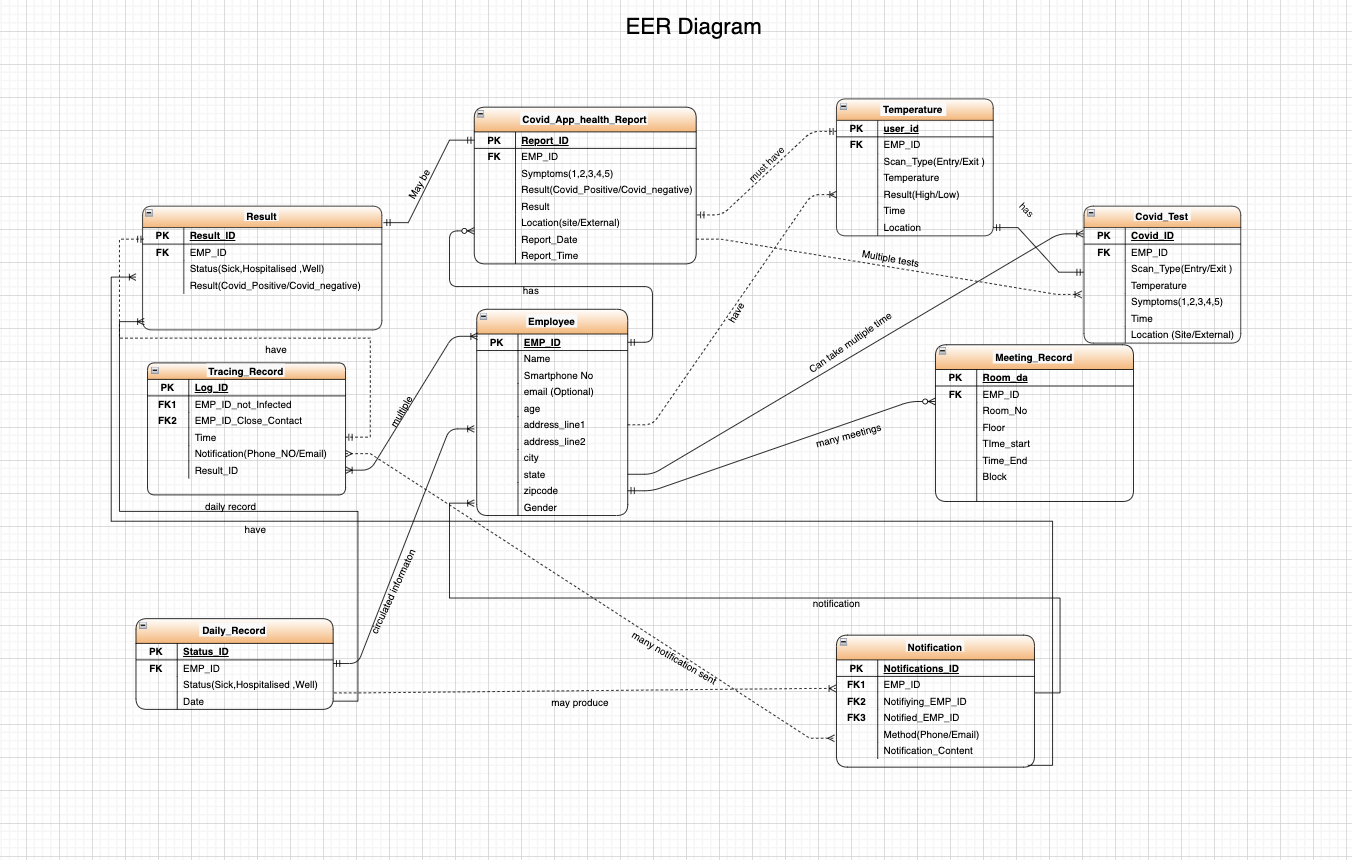 EER Diagram
Covid_App_health_Report
PK Report_ID
FK EMP_ID
Symptoms(1,2,3,4,5)
Result(Covid_Positive/Covid_negative)
Result
Location(site/External)
Report_Date
Report_Time
Temperature
PK user_id
FK EMP_ID
Scan_Type(Entry/Exit )
Temperature
Result(High/Low)
Time
Location
must have
May be
has
Result
PK Result_ID
FK EMP_ID
Status(Sick,Hospitalised ,Well)
Result(Covid_Positive/Covid_negative)
Covid_Test
PK Covid_ID
FK EMP_ID
Scan_Type(Entry/Exit )
Temperature
Symptoms(1,2,3,4,5)
Time
Location (Site/External)
Multiple tests
has
have
Can take multiple time
Employee
PK EMP_ID
Name
Smartphone No
email (Optional)
age
address_line1
address_line2
city
state
zipcode
Gender
have
Tracing_Record
PK Log_ID
FK1 EMP_ID_not_Infected
FK2 EMP_ID_Close_Contact
Time
Notification(Phone_NO/Email)
Result_ID
multiple
Meeting_Record
PK Room_da
FK EMP_ID
Room_No
Floor
TIme_start
Time_End
Block
many meetings
daily record
have
circulated informaton
notification
many notification sent
Daily_Record
PK Status_ID
FK EMP_ID
Status(Sick,Hospitalised ,Well)
Date
may produce
Notification
PK Notifications_ID
FK1 EMP_ID
FK2 Notifiying_EMP_ID
FK3 Notified_EMP_ID
Method(Phone/Email)
Notification_Content